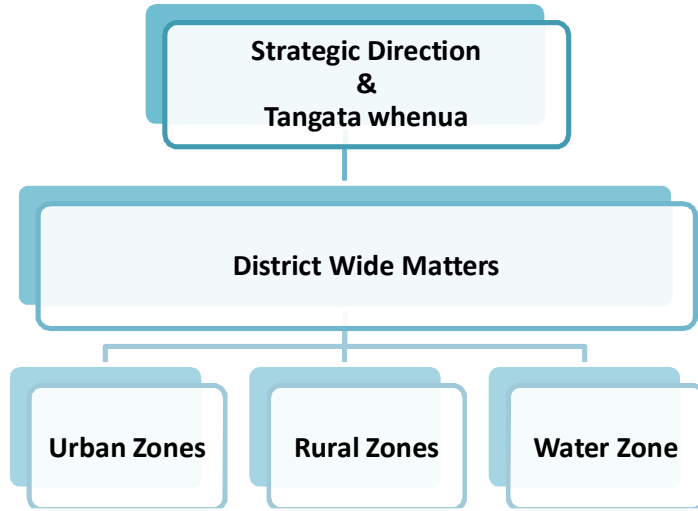 Strategic Direction
&
Tangata whenua
District Wide Matters
Urban Zones
Rural Zones
Water Zone